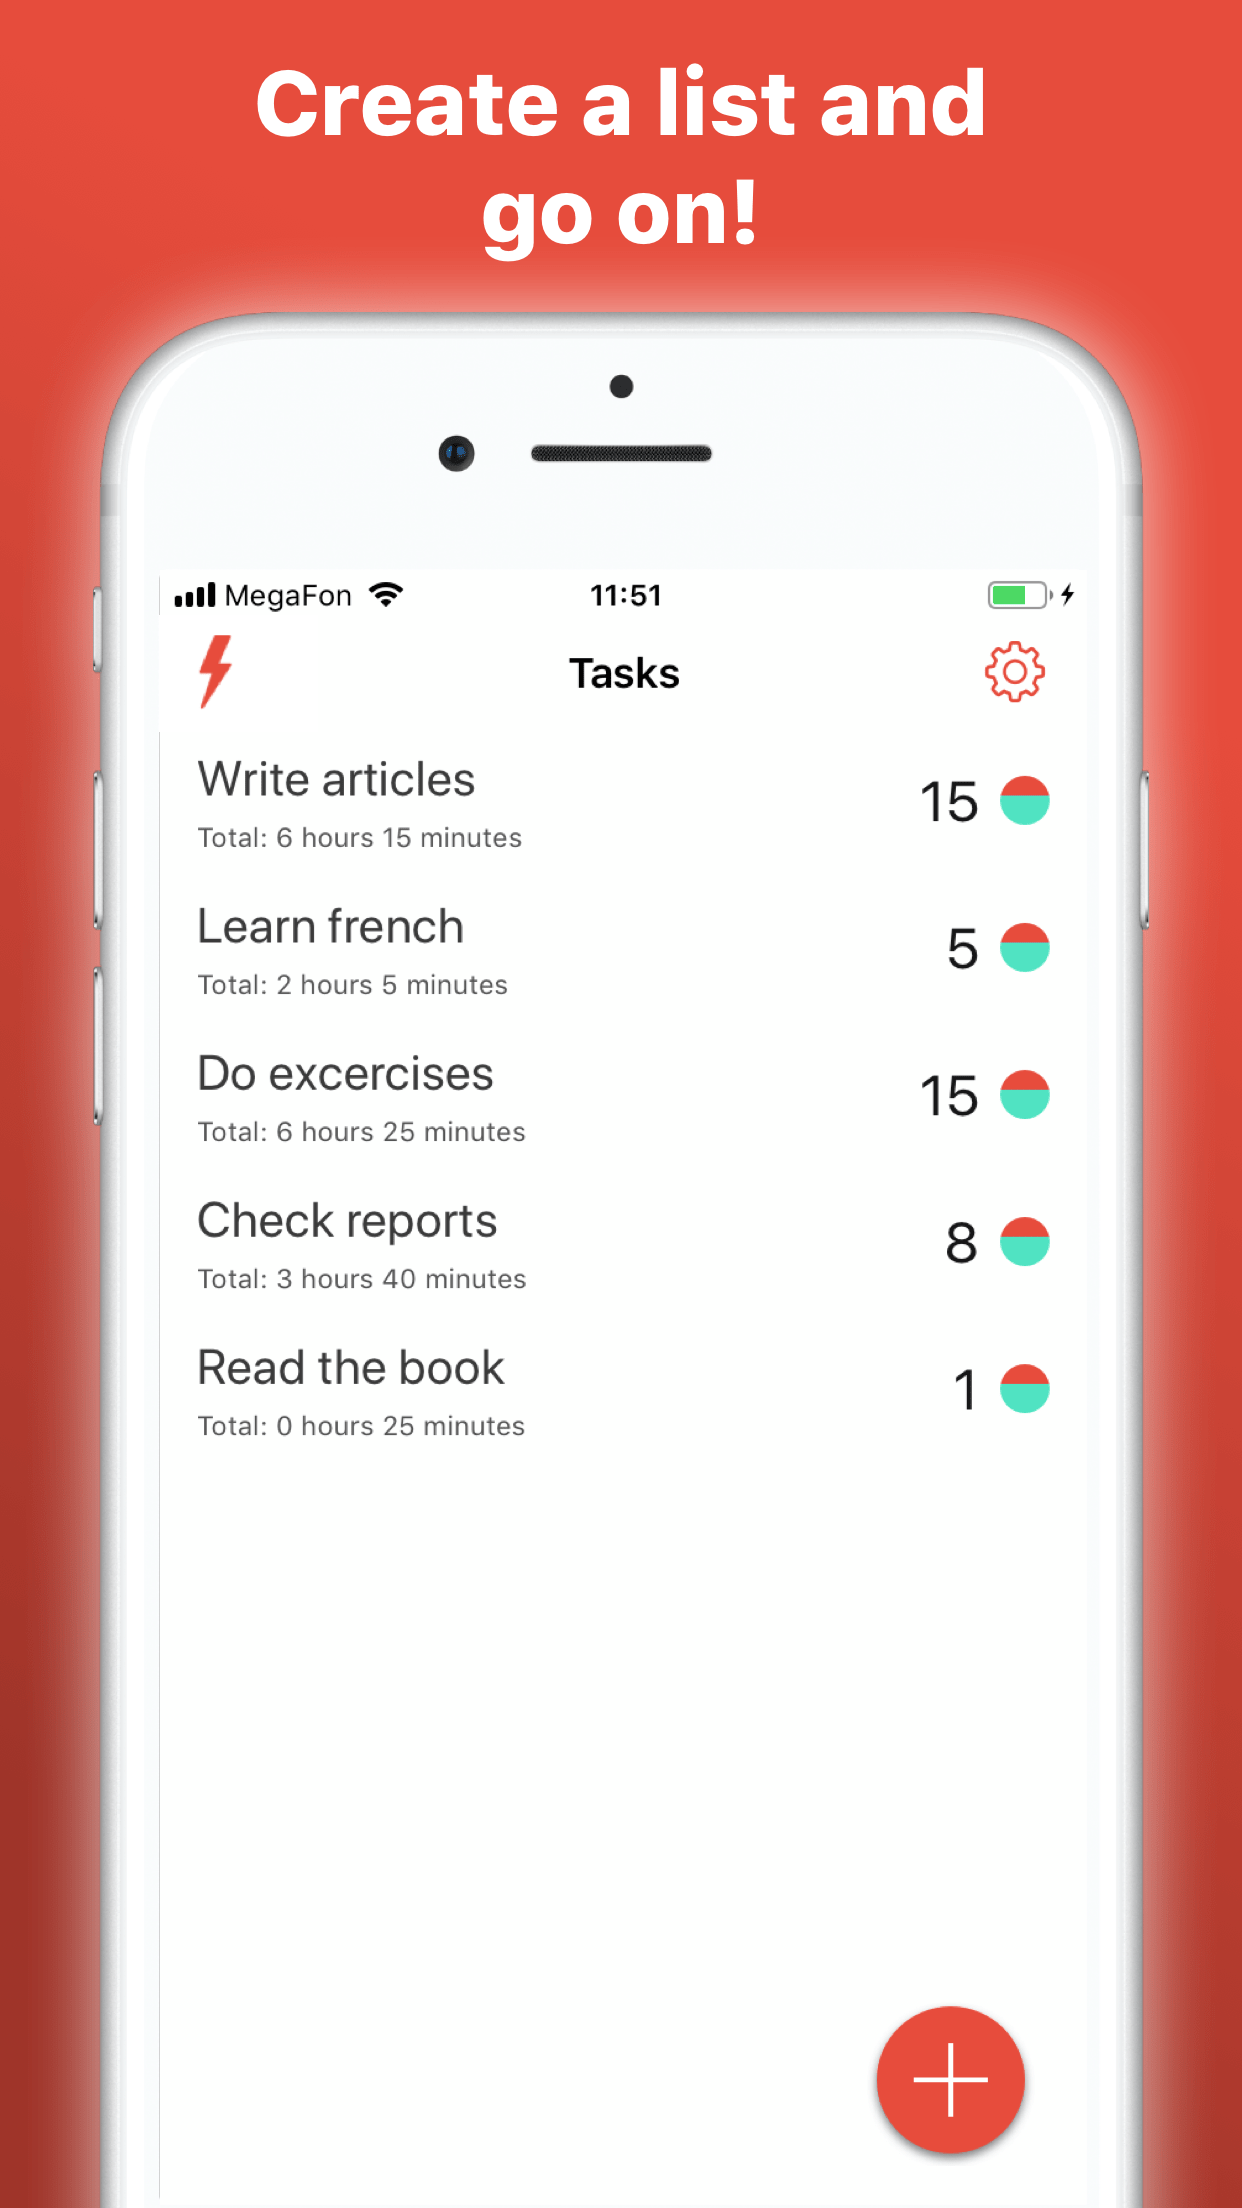 Create a list and
go on!
MegaFon
11:51
Tasks
Write articles
15
Total: 6 hours 15 minutes
Learn french
5
Total: 2 hours 5 minutes
Do excercises
15
Total: 6 hours 25 minutes
Check reports
8
Total: 3 hours 40 minutes
Read the book
1
Total: 0 hours 25 minutes